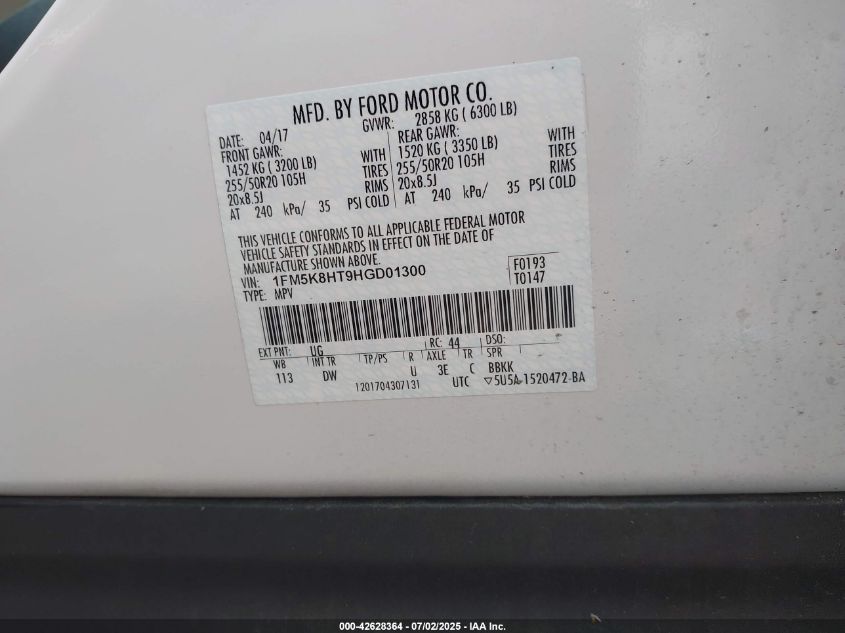 MFD. BY FORD MOTOR CO.
DATE: 04/17 GVWR: 2858 KG ( 6300 LB)
FRONT GAWR: REAR GAWR:
1452 KG ( 3200 LB) WITH 1520 KG ( 3350 LB) WITH
255/50R20 105H TIRES 255/50R20 105H TIRES
20x8.5J RIMS 20x8.5J RIMS
AT 240 kPa/ 35 PSI COLD AT 240 kPa/ 35 PSI COLD
THIS VEHICLE CONFORMS TO ALL APPLICABLE FEDERAL MOTOR
VEHICLE SAFETY STANDARDS IN EFFECT ON THE DATE OF
MANUFACTURE SHOWN ABOVE.
VIN: 1FM5K8HT9HGD01300 F0193
TYPE: MPV T0147
EXT PNT: UG RC: 44 DSO:
WB INT TR TP/PS R AXLE TR SPR
113 DW U 3E C BBKK
1201704307131 UTC ▽5U5A-1520472-BA
000-42628364 / 07/02/2025 - IAA Inc.